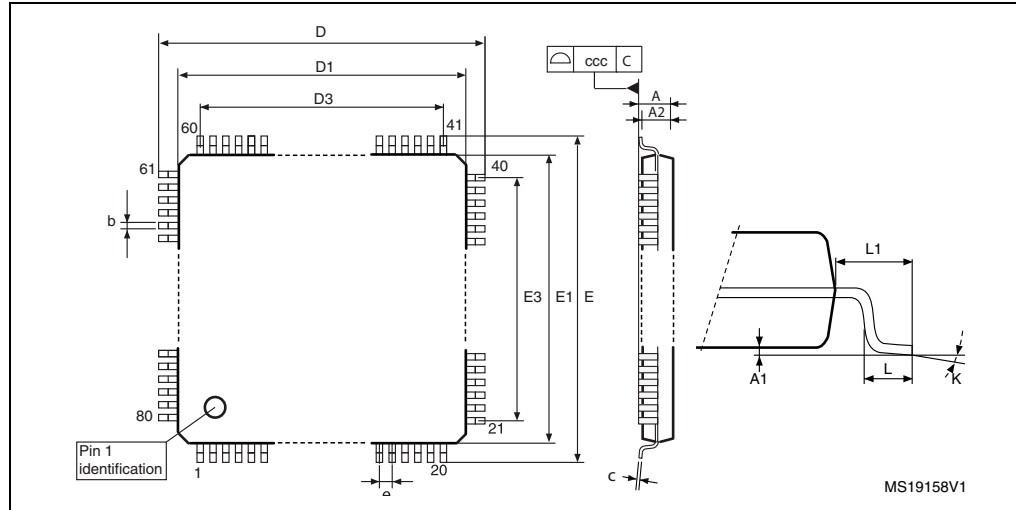 D
D1
D3
ccc C
A
A2
60
41
61
40
b
E3
E1
E
L1
A1
L
K
80
21
Pin 1
identification
1
20
e
c
MS19158V1